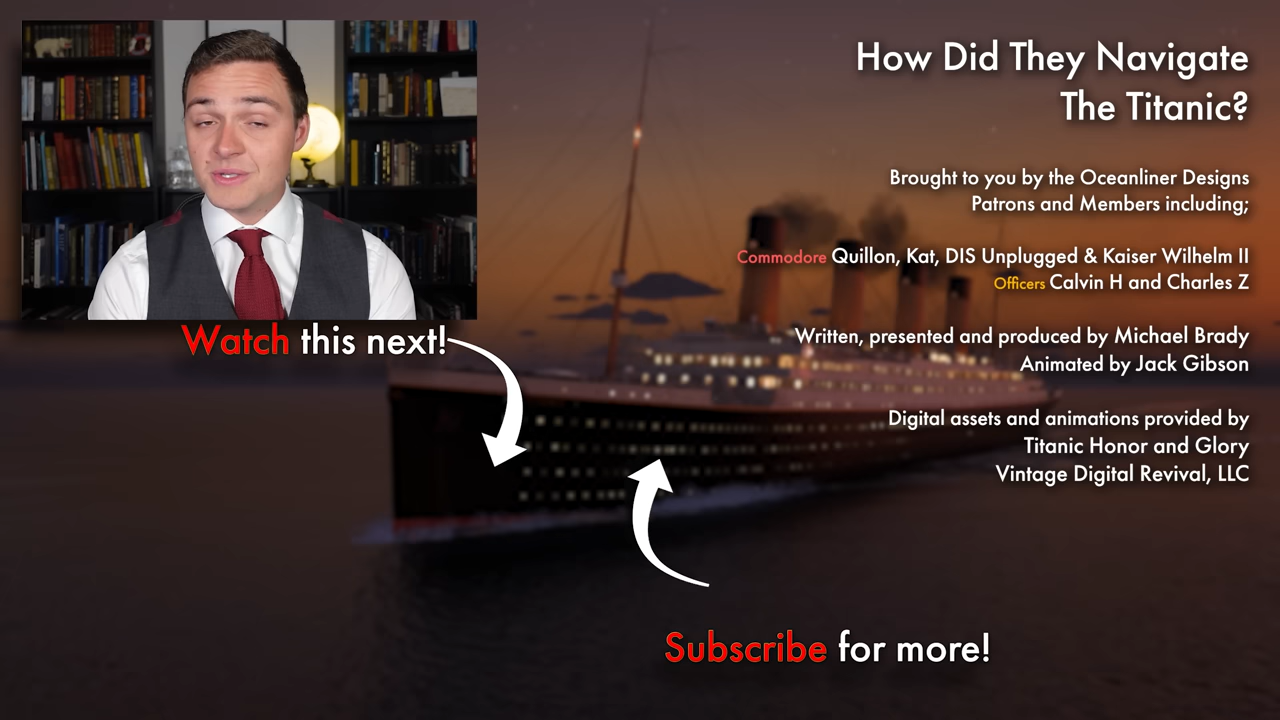 How Did They Navigate
The Titanic?
Brought to you by the Oceanliner Designs
Patrons and Members including;
Commodore Quillon, Kat, DIS Unplugged & Kaiser Wilhelm II
Officers Calvin H and Charles Z
Written, presented and produced by Michael Brady
Animated by Jack Gibson
Digital assets and animations provided by
Titanic Honor and Glory
Vintage Digital Revival, LLC
Watch this next!
Subscribe for more!